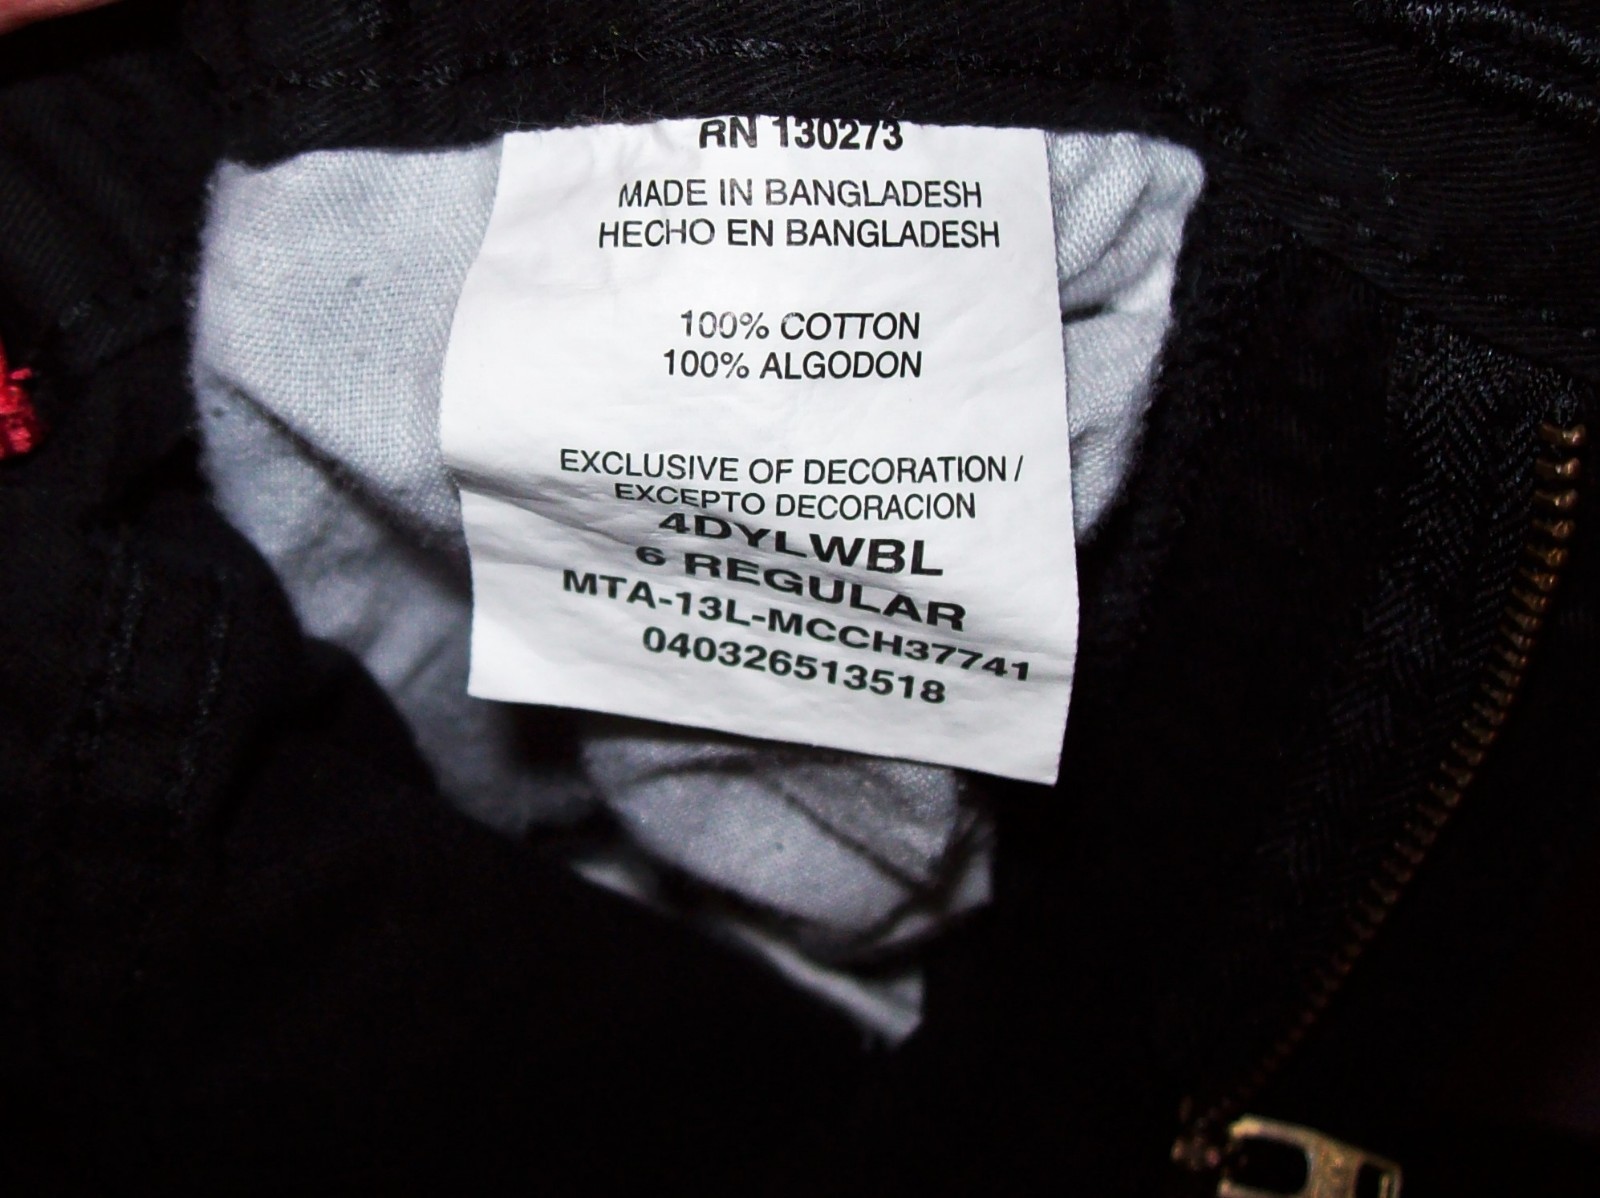 RN 130273
MADE IN BANGLADESH
HECHO EN BANGLADESH
100% COTTON
100% ALGODON
EXCLUSIVE OF DECORATION /
EXCEPTO DECORACION
4DYLWBL
6 REGULAR
MTA-13L-MCCH37741
040326513518